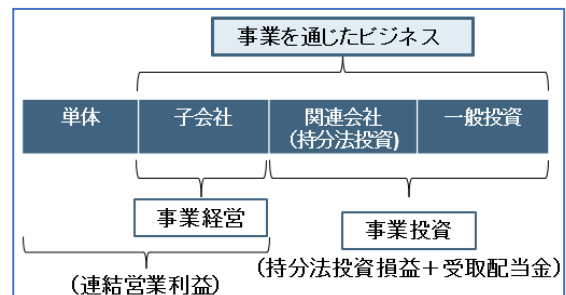 事業を通じたビジネス
単体
子会社
関連会社
(持分法投資)
一般投資
事業経営
事業投資
(連結営業利益)
(持分法投資損益＋受取配当金)